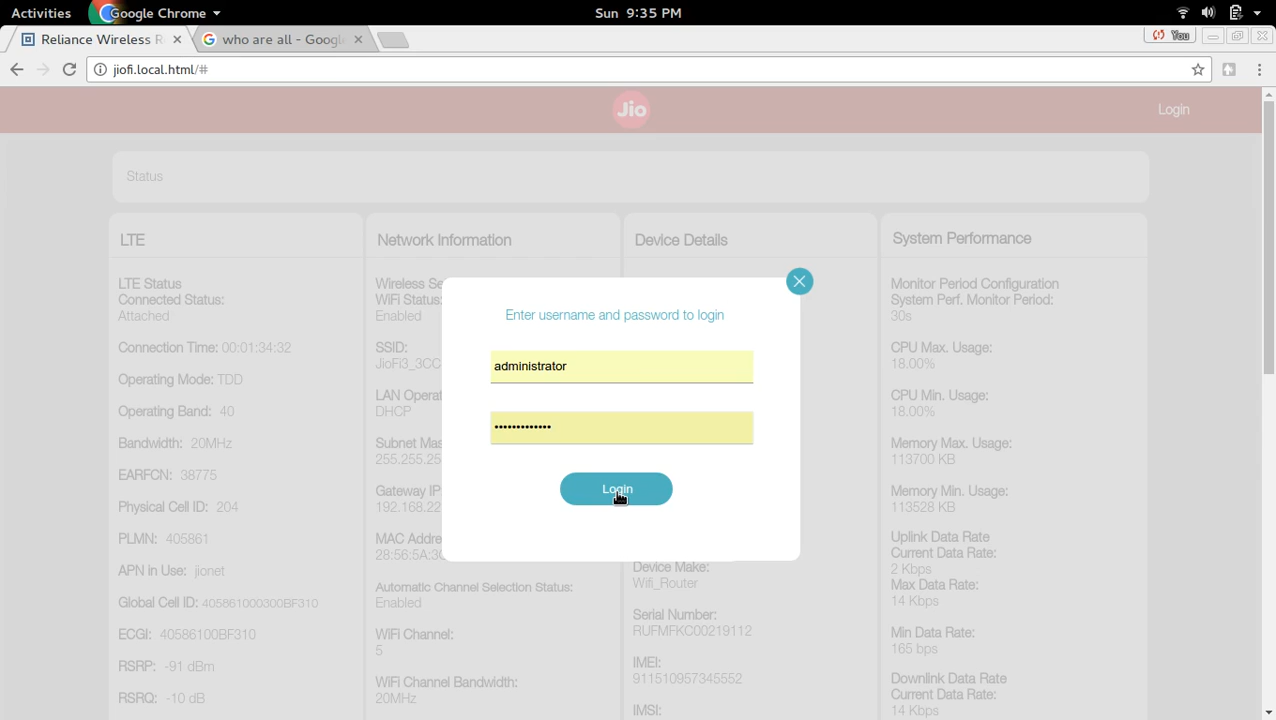 Activities Google Chrome Sun 9:35 PM
Reliance Wireless R who are all - Googl You
jiofi.local.html/#
Jio
Login
Status
LTE
LTE Status
Connected Status:
Attached
Connection Time: 00:01:34:32
Operating Mode: TDD
Operating Band: 40
Bandwidth: 20MHz
EARFCN: 38775
Physical Cell ID: 204
PLMN: 405861
APN in Use: jionet
Global Cell ID: 405861000300BF310
ECGI: 40586100BF310
RSRP: -91 dBm
RSRQ: -10 dB
Network Information
Wireless Se
WiFi Status:
Enabled
SSID:
JioFi3_3CC
LAN Operat
DHCP
Subnet Mas
255.255.25
Gateway IP
192.168.22
MAC Addre
28:56:5A:3C
Automatic Channel Selection Status:
Enabled
WiFi Channel:
5
WiFi Channel Bandwidth:
20MHz
Device Details
Enter username and password to login
administrator
•••••••••••••
Login
Device Make:
Wifi_Router
Serial Number:
RUFMFKC00219112
IMEI:
911510957345552
IMSI:
System Performance
Monitor Period Configuration
System Perf. Monitor Period:
30s
CPU Max. Usage:
18.00%
CPU Min. Usage:
18.00%
Memory Max. Usage:
113700 KB
Memory Min. Usage:
113528 KB
Uplink Data Rate
Current Data Rate:
2 Kbps
Max Data Rate:
14 Kbps
Min Data Rate:
165 bps
Downlink Data Rate
Current Data Rate:
14 Kbps